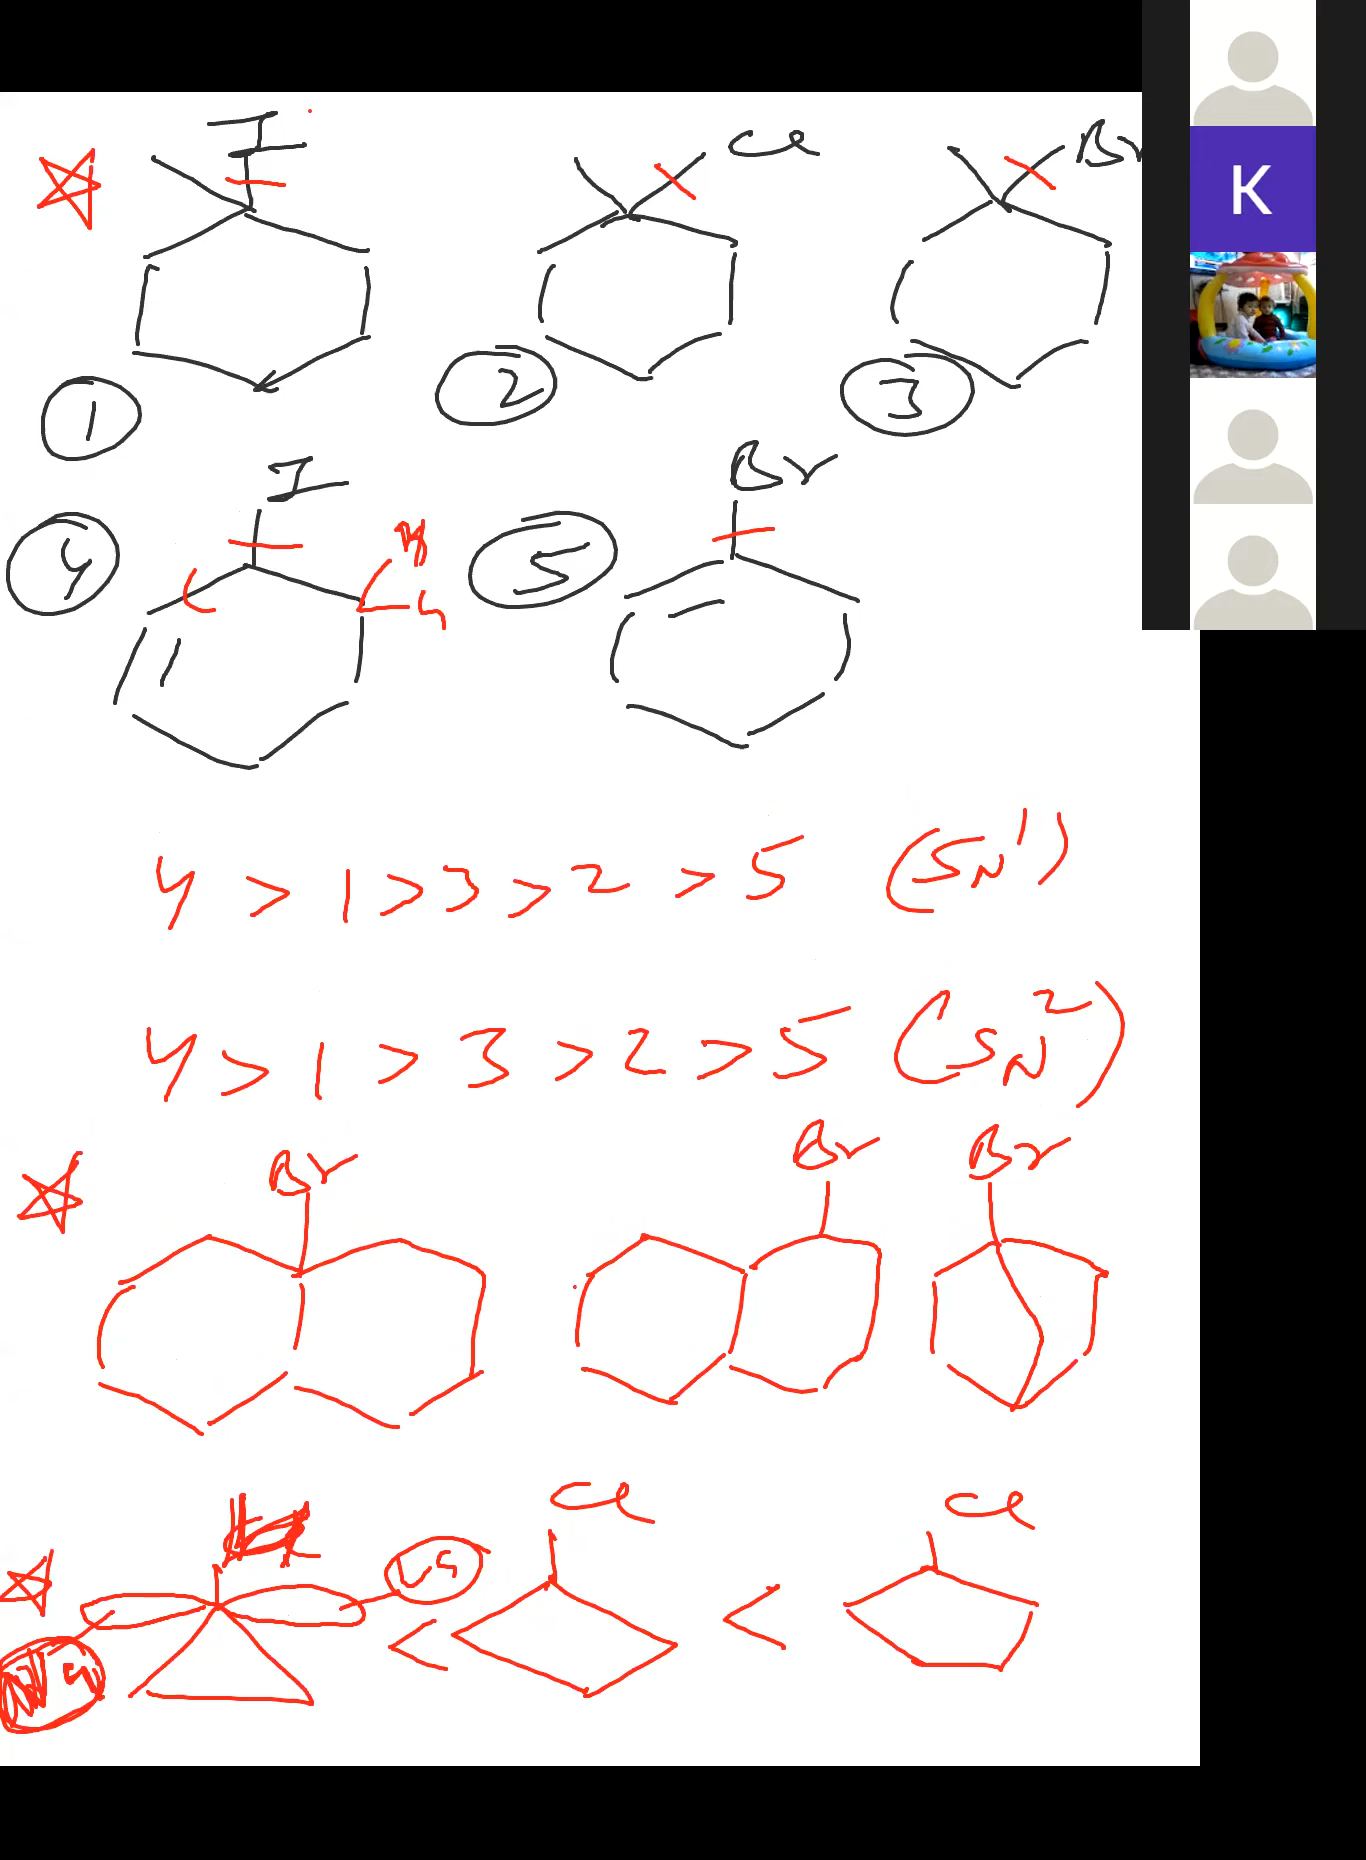 I Cl Br
K
1 2 3
I Br
4 5
H
4 > 1 > 3 > 2 > 5 (SN1)
4 > 1 > 3 > 2 > 5 (SN2)
Br Br Br
Cl Cl
LG
< <